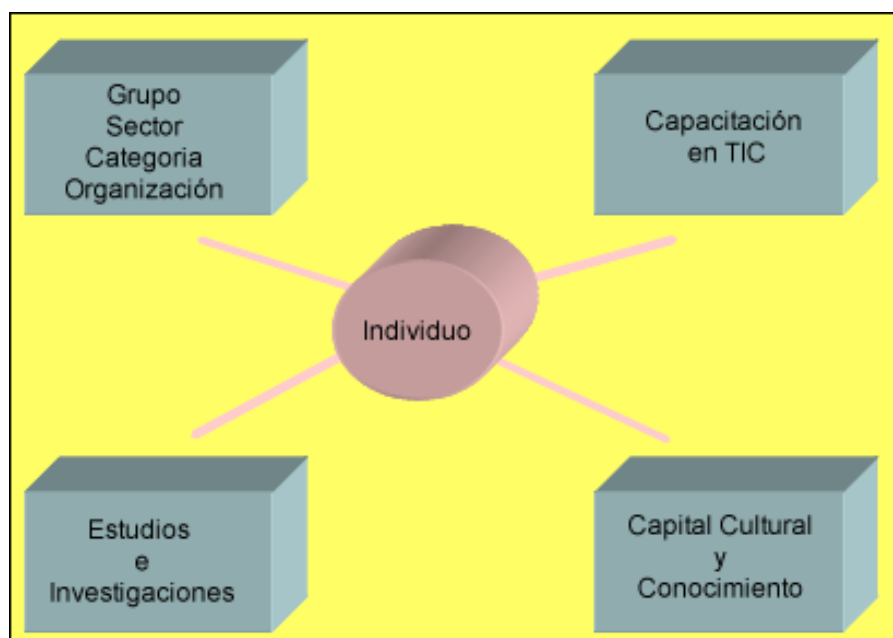 Grupo
Sector
Categoria
Organización
Capacitación
en TIC
Individuo
Estudios
e
Investigaciones
Capital Cultural
y
Conocimiento